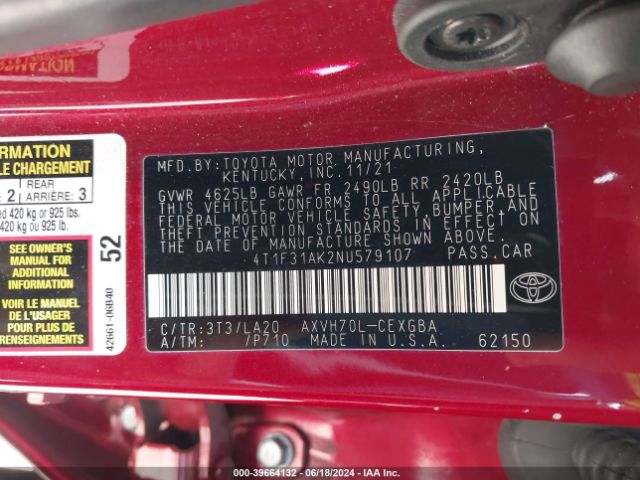 RMATION
LE CHARGEMENT
2 REAR ARRIÈRE: 3
ed 420 kg or 925 lbs.
420 kg ou 925 lb.
SEE OWNER'S
MANUAL FOR
ADDITIONAL
INFORMATION
Voir le manuel
de l'usager
pour plus de
renseignements
52
42661-06B40
MFD. BY: TOYOTA MOTOR MANUFACTURING,
KENTUCKY, INC. 11/21
GVWR 4625LB GAWR FR 2490LB RR 2420LB
THIS VEHICLE CONFORMS TO ALL APPLICABLE
FEDERAL MOTOR VEHICLE SAFETY, BUMPER, AND
THEFT PREVENTION STANDARDS IN EFFECT ON
THE DATE OF MANUFACTURE SHOWN ABOVE.
4T1F31AK2NU579107 PASS. CAR
C/TR:3T3/LA20 AXVH70L-CEXGBA
A/TM: /P710 MADE IN U.S.A. 62150
000-39664132 06/18/2024 IAA Inc.